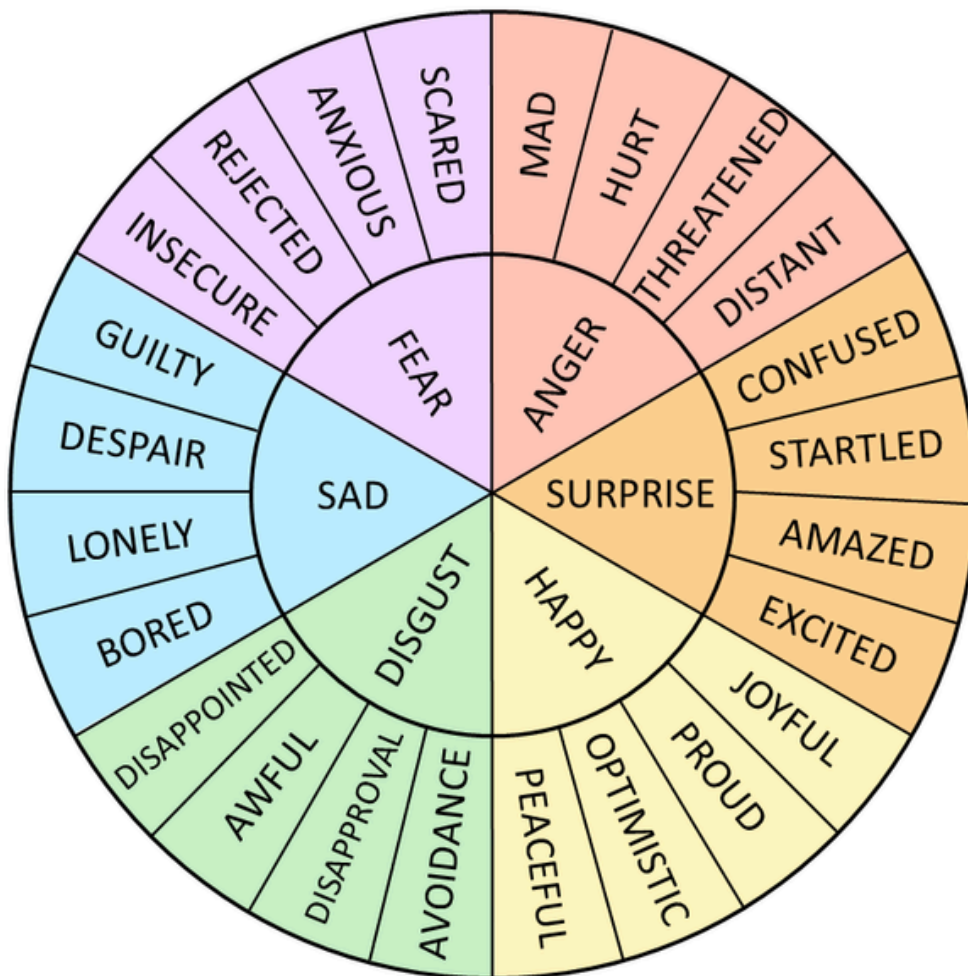 SCARED
ANXIOUS
REJECTED
INSECURE
FEAR
MAD
HURT
THREATENED
DISTANT
ANGER
CONFUSED
STARTLED
AMAZED
EXCITED
SURPRISE
JOYFUL
PROUD
OPTIMISTIC
PEACEFUL
HAPPY
AVOIDANCE
DISAPPROVAL
AWFUL
DISAPPOINTED
DISGUST
BORED
LONELY
DESPAIR
GUILTY
SAD